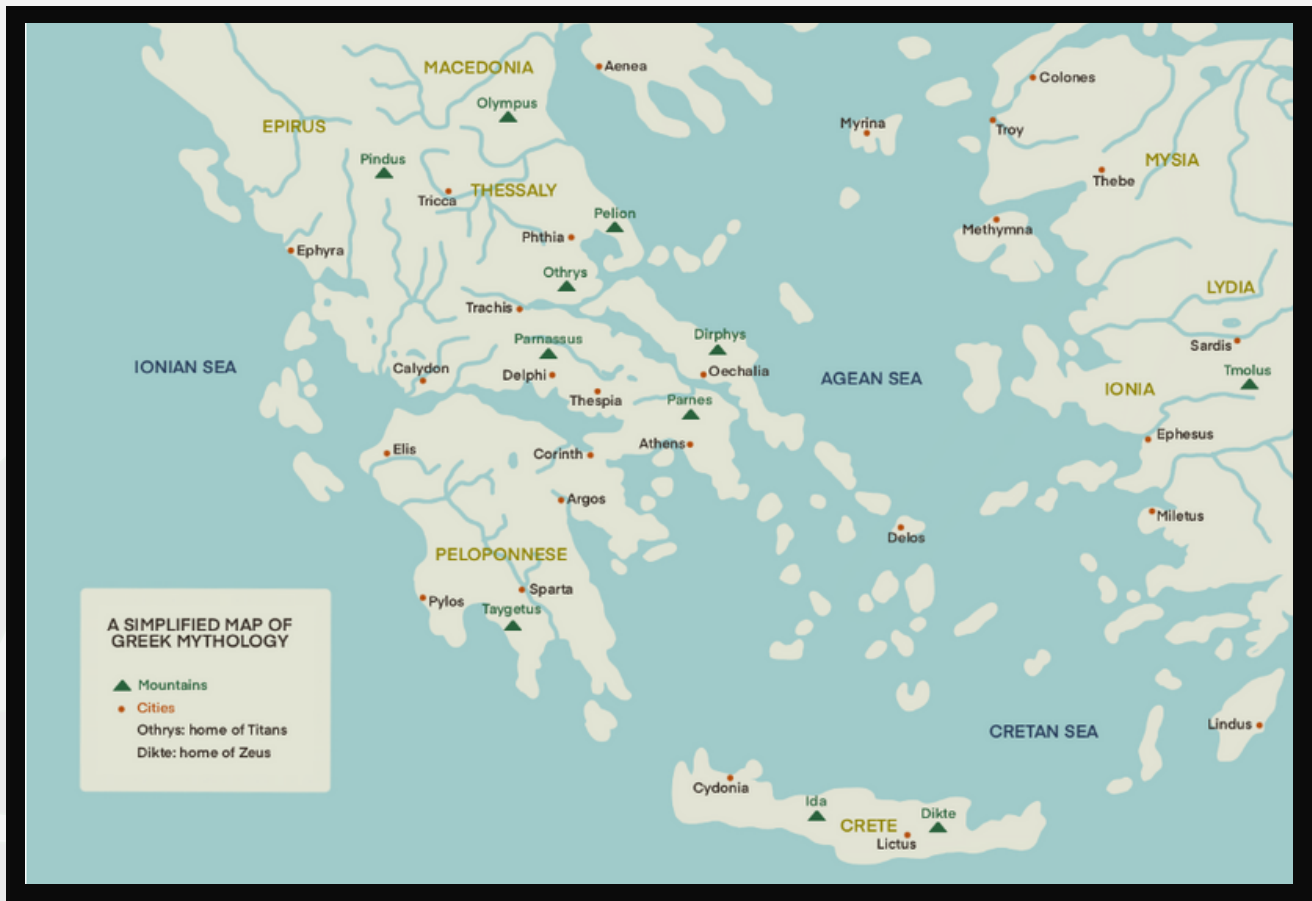 MACEDONIA
Aenea
Colones
Olympus
EPIRUS
Myrina
Troy
Pindus
MYSIA
Tricca
THESSALY
Thebe
Pelion
Phthia
Methymna
Ephyra
Othrys
LYDIA
Trachis
Parnassus
Dirphys
Sardis
IONIAN SEA
Calydon
Delphi
Oechalia
AGEAN SEA
Tmolus
Thespia
Parnes
IONIA
Elis
Corinth
Athens
Ephesus
Argos
Miletus
Delos
PELOPONNESE
Sparta
Pylos
Taygetus
A SIMPLIFIED MAP OF
GREEK MYTHOLOGY
Mountains
Cities
Othrys: home of Titans
Dikte: home of Zeus
CRETAN SEA
Lindus
Cydonia
Ida
CRETE
Dikte
Lictus